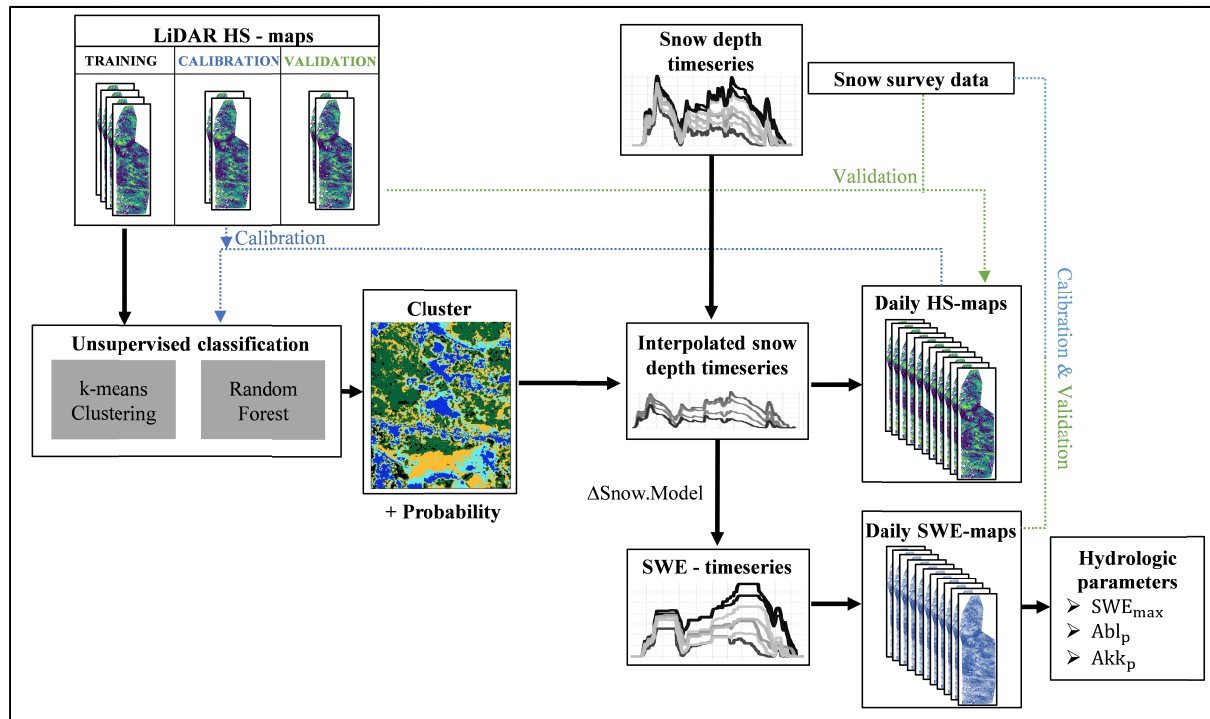 LiDAR HS - maps
TRAINING
CALIBRATION
VALIDATION
Snow depth
timeseries
Snow survey data
Validation
Calibration
Calibration & Validation
Unsupervised classification
k-means
Clustering
Random
Forest
Cluster
+ Probability
Interpolated snow
depth timeseries
Daily HS-maps
ΔSnow.Model
SWE - timeseries
Daily SWE-maps
Hydrologic
parameters
➢ SWEmax
➢ Ablp
➢ Akkp